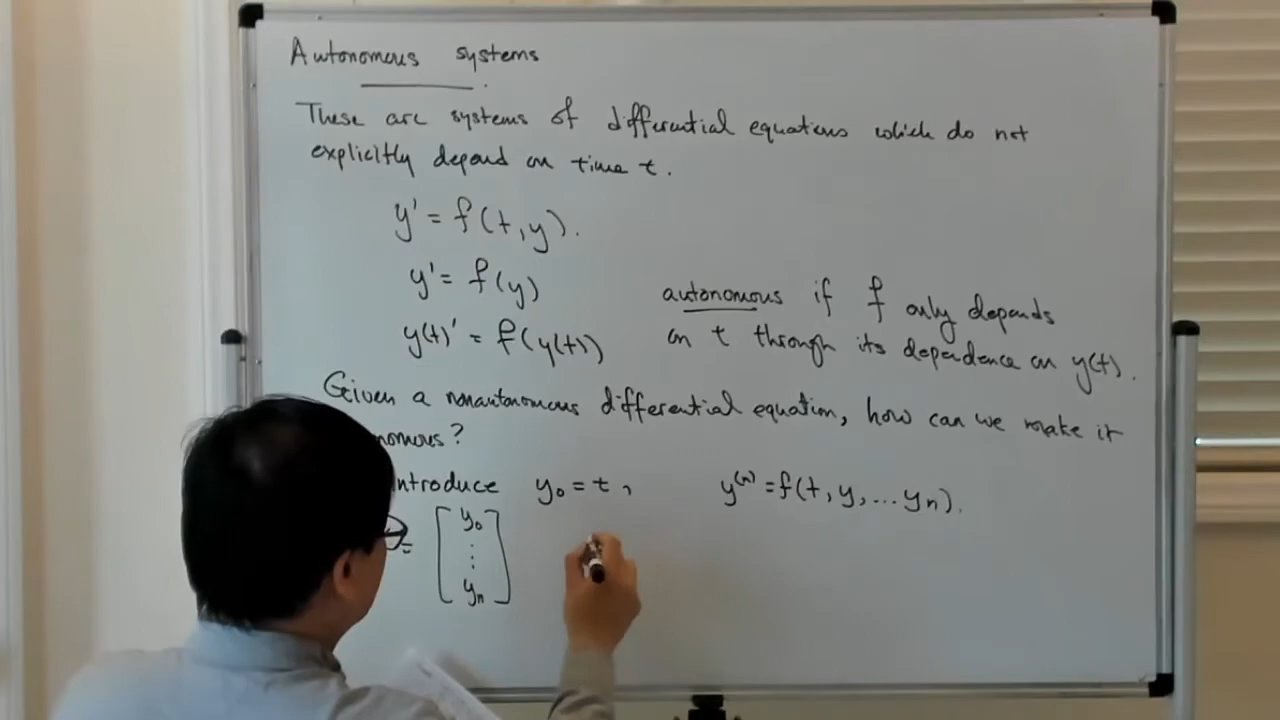 Autonomous systems
These are systems of differential equations which do not
explicitly depend on time t.
y' = f(t, y).
y' = f(y)
y(t)' = f(y(t))
autonomous if f only depends
on t through its dependence on y(t).
Given a nonautonomous differential equation, how can we make it
nomous?
introduce y₀ = t, y⁽ⁿ⁾ = f(t, y, ... yₙ).
= [ y₀
⋮
yₙ ]